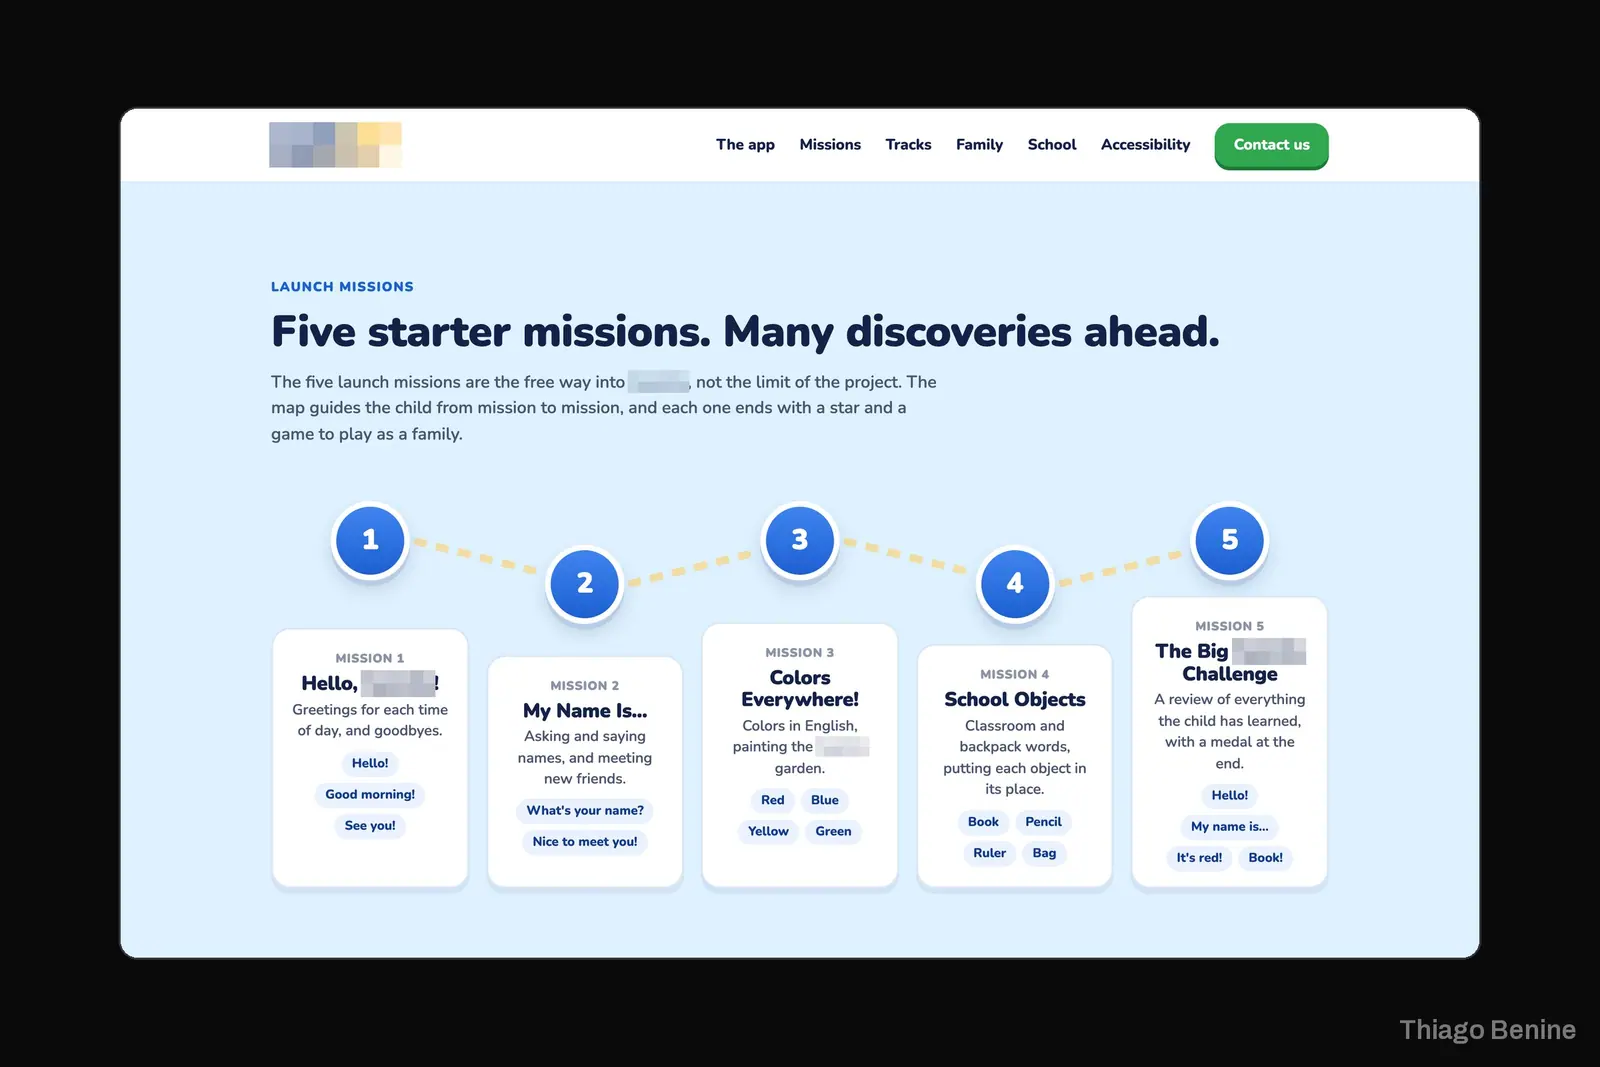 The app Missions Tracks Family School Accessibility Contact us
LAUNCH MISSIONS
Five starter missions. Many discoveries ahead.
The five launch missions are the free way into , not the limit of the project. The
map guides the child from mission to mission, and each one ends with a star and a
game to play as a family.
1
2
3
4
5
MISSION 1
Hello, !
Greetings for each time
of day, and goodbyes.
Hello!
Good morning!
See you!
MISSION 2
My Name Is...
Asking and saying
names, and meeting
new friends.
What's your name?
Nice to meet you!
MISSION 3
Colors
Everywhere!
Colors in English,
painting the
garden.
Red Blue
Yellow Green
MISSION 4
School Objects
Classroom and
backpack words,
putting each object in
its place.
Book Pencil
Ruler Bag
MISSION 5
The Big
Challenge
A review of everything
the child has learned,
with a medal at the
end.
Hello!
My name is...
It's red! Book!
Thiago Benine